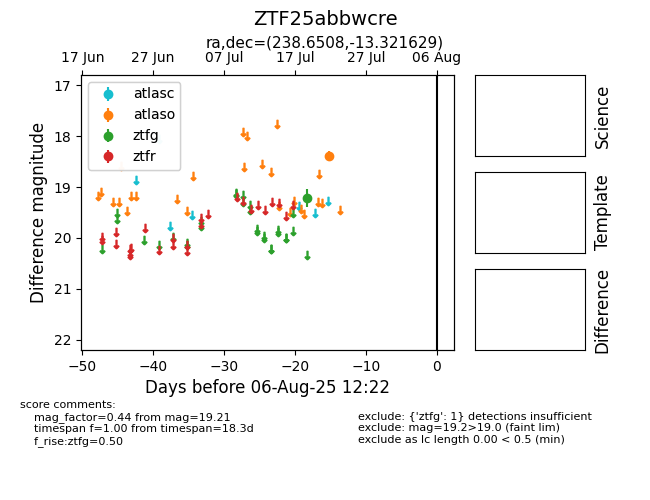 ZTF25abbwcre
ra,dec=(238.6508,-13.321629)
17 Jun 27 Jun 07 Jul 17 Jul 27 Jul 06 Aug
atlasc
atlaso
ztfg
ztfr
17
18
19
20
21
22
Difference magnitude
−50 −40 −30 −20 −10 0
Days before 06-Aug-25 12:22
Science
Template
Difference
score comments:
mag_factor=0.44 from mag=19.21
timespan f=1.00 from timespan=18.3d
f_rise:ztfg=0.50
exclude: {'ztfg': 1} detections insufficient
exclude: mag=19.2>19.0 (faint lim)
exclude as lc length 0.00 < 0.5 (min)